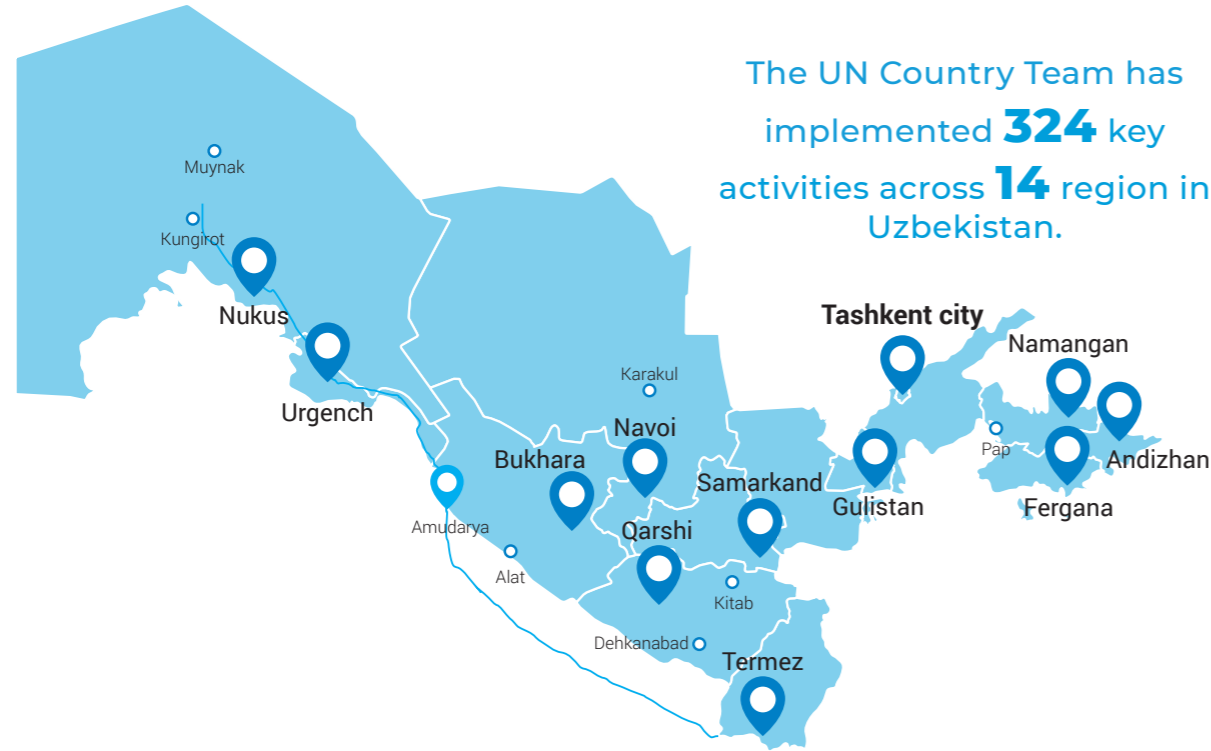 The UN Country Team has
implemented 324 key
activities across 14 region in
Uzbekistan.
Muynak
Kungirot
Nukus
Urgench
Tashkent city
Namangan
Karakul
Navoi
Pap
Andizhan
Bukhara
Samarkand
Gulistan
Fergana
Amudarya
Qarshi
Alat
Kitab
Dehkanabad
Termez